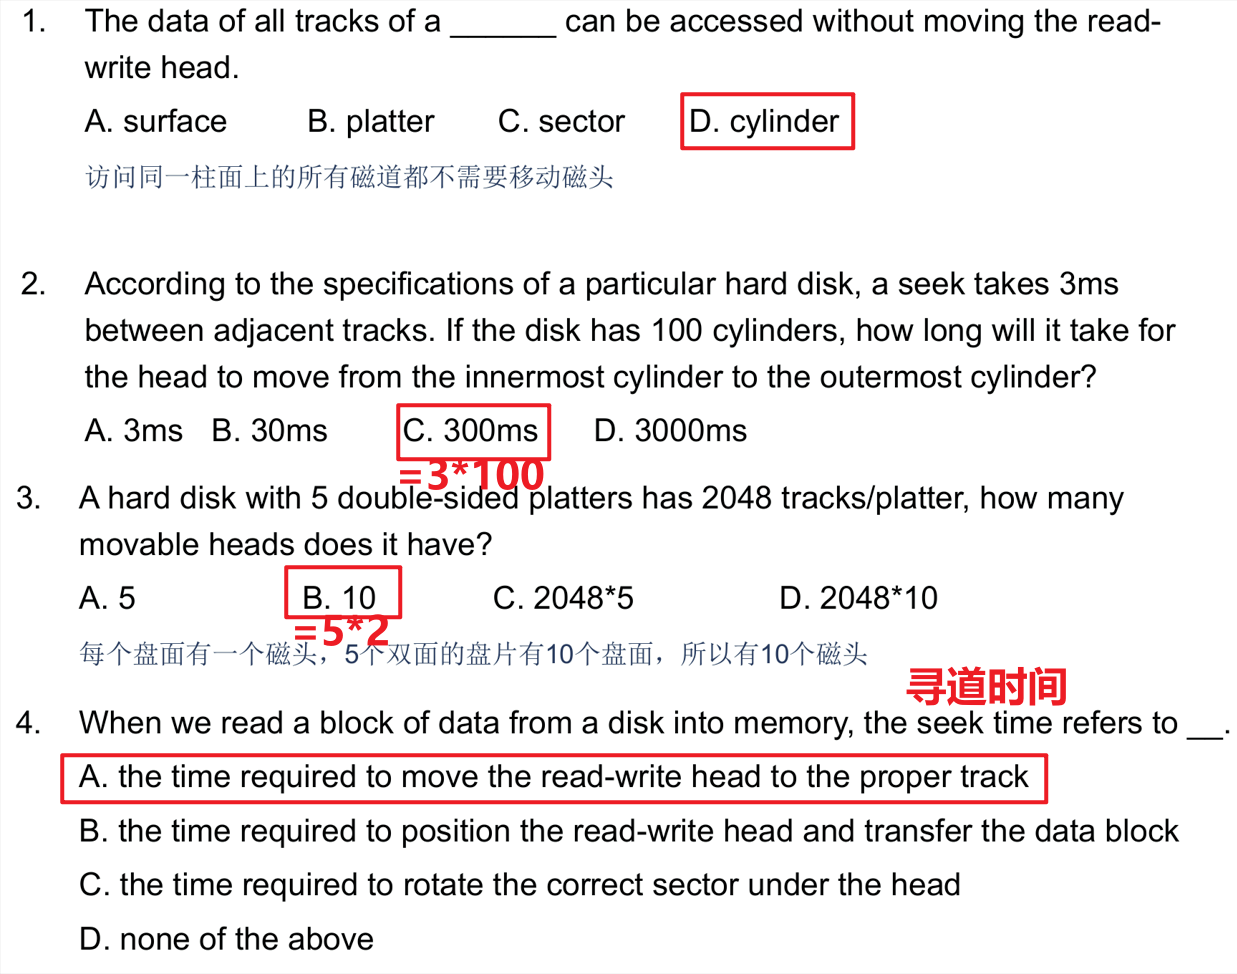 1. The data of all tracks of a ______ can be accessed without moving the read-
write head.
A. surface B. platter C. sector D. cylinder
访问同一柱面上的所有磁道都不需要移动磁头
2. According to the specifications of a particular hard disk, a seek takes 3ms
between adjacent tracks. If the disk has 100 cylinders, how long will it take for
the head to move from the innermost cylinder to the outermost cylinder?
A. 3ms B. 30ms C. 300ms D. 3000ms
=3*100
3. A hard disk with 5 double-sided platters has 2048 tracks/platter, how many
movable heads does it have?
A. 5 B. 10 C. 2048*5 D. 2048*10
=5*2
每个盘面有一个磁头，5个双面的盘片有10个盘面，所以有10个磁头
寻道时间
4. When we read a block of data from a disk into memory, the seek time refers to __.
A. the time required to move the read-write head to the proper track
B. the time required to position the read-write head and transfer the data block
C. the time required to rotate the correct sector under the head
D. none of the above